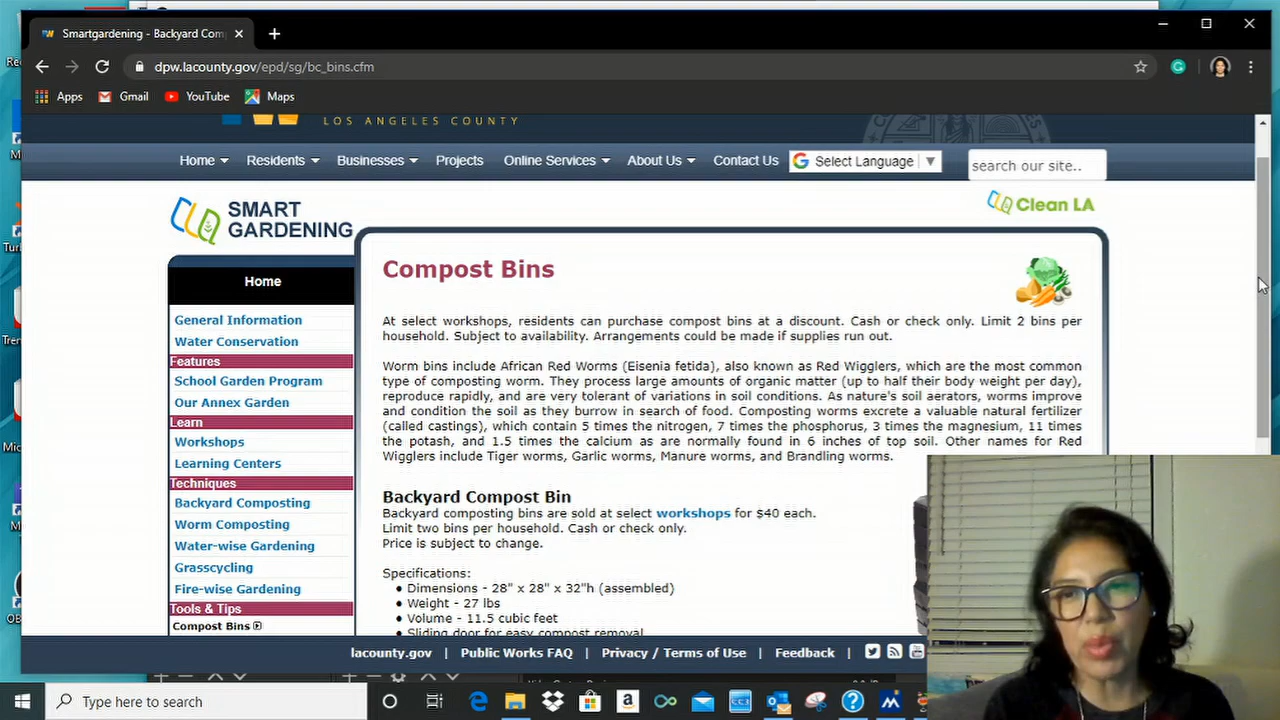 Smartgardening - Backyard Com
dpw.lacounty.gov/epd/sg/bc_bins.cfm
Apps
Gmail
YouTube
Maps
LOS ANGELES COUNTY
Home
Residents
Businesses
Projects
Online Services
About Us
Contact Us
Select Language
search our site..
SMART
GARDENING
Clean LA
Home
General Information
Water Conservation
Features
School Garden Program
Our Annex Garden
Learn
Workshops
Learning Centers
Techniques
Backyard Composting
Worm Composting
Water-wise Gardening
Grasscycling
Fire-wise Gardening
Tools & Tips
Compost Bins
Compost Bins
At select workshops, residents can purchase compost bins at a discount. Cash or check only. Limit 2 bins per
household. Subject to availability. Arrangements could be made if supplies run out.
Worm bins include African Red Worms (Eisenia fetida), also known as Red Wigglers, which are the most common
type of composting worm. They process large amounts of organic matter (up to half their body weight per day),
reproduce rapidly, and are very tolerant of variations in soil conditions. As nature's soil aerators, worms improve
and condition the soil as they burrow in search of food. Composting worms excrete a valuable natural fertilizer
(called castings), which contain 5 times the nitrogen, 7 times the phosphorus, 3 times the magnesium, 11 times
the potash, and 1.5 times the calcium as are normally found in 6 inches of top soil. Other names for Red
Wigglers include Tiger worms, Garlic worms, Manure worms, and Brandling worms.
Backyard Compost Bin
Backyard composting bins are sold at select workshops for $40 each.
Limit two bins per household. Cash or check only.
Price is subject to change.
Specifications:
● Dimensions - 28" x 28" x 32"h (assembled)
● Weight - 27 lbs
● Volume - 11.5 cubic feet
● Sliding door for easy compost removal
lacounty.gov | Public Works FAQ | Privacy / Terms of Use | Feedback |
Type here to search